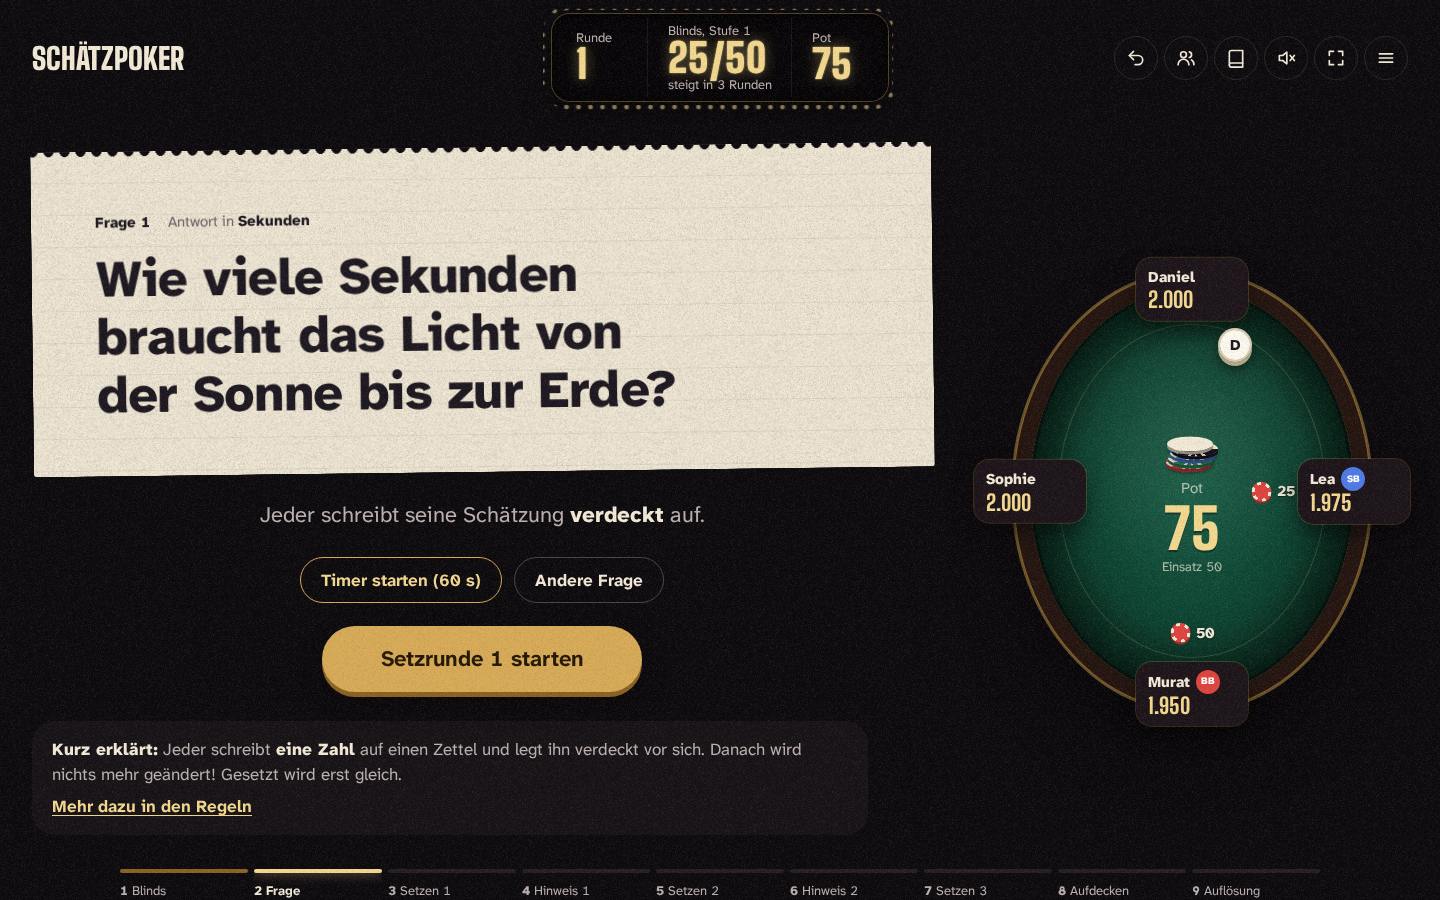 SCHÄTZPOKER
Runde
1
Blinds, Stufe 1
25/50
steigt in 3 Runden
Pot
75
Frage 1 Antwort in Sekunden
Wie viele Sekunden
braucht das Licht von
der Sonne bis zur Erde?
Jeder schreibt seine Schätzung verdeckt auf.
Timer starten (60 s)
Andere Frage
Setzrunde 1 starten
Kurz erklärt: Jeder schreibt eine Zahl auf einen Zettel und legt ihn verdeckt vor sich. Danach wird
nichts mehr geändert! Gesetzt wird erst gleich.
Mehr dazu in den Regeln
Daniel
2.000
D
Sophie
2.000
Pot
75
Einsatz 50
25
Lea SB
1.975
50
Murat BB
1.950
1 Blinds
2 Frage
3 Setzen 1
4 Hinweis 1
5 Setzen 2
6 Hinweis 2
7 Setzen 3
8 Aufdecken
9 Auflösung